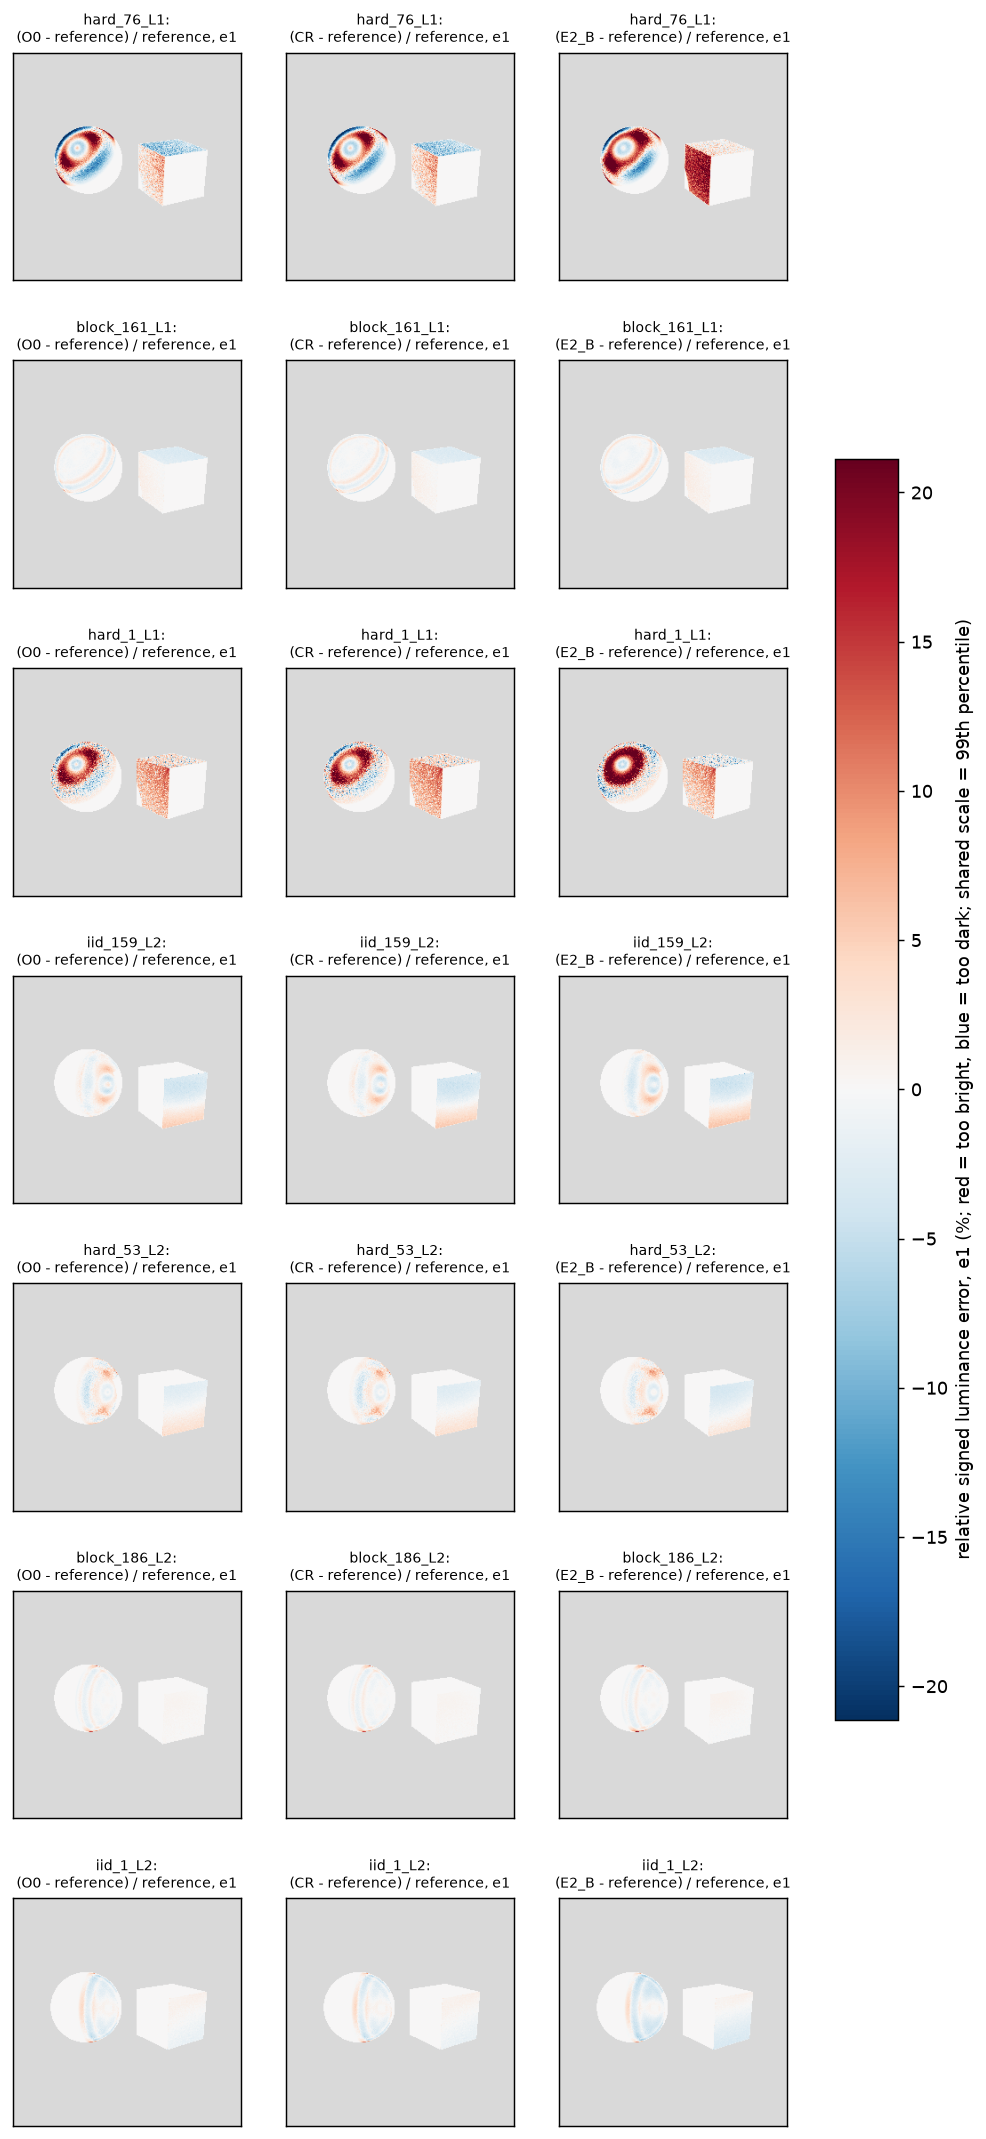 hard_76_L1:
(O0 - reference) / reference, e1
hard_76_L1:
(CR - reference) / reference, e1
hard_76_L1:
(E2_B - reference) / reference, e1
block_161_L1:
(O0 - reference) / reference, e1
block_161_L1:
(CR - reference) / reference, e1
block_161_L1:
(E2_B - reference) / reference, e1
hard_1_L1:
(O0 - reference) / reference, e1
hard_1_L1:
(CR - reference) / reference, e1
hard_1_L1:
(E2_B - reference) / reference, e1
iid_159_L2:
(O0 - reference) / reference, e1
iid_159_L2:
(CR - reference) / reference, e1
iid_159_L2:
(E2_B - reference) / reference, e1
hard_53_L2:
(O0 - reference) / reference, e1
hard_53_L2:
(CR - reference) / reference, e1
hard_53_L2:
(E2_B - reference) / reference, e1
block_186_L2:
(O0 - reference) / reference, e1
block_186_L2:
(CR - reference) / reference, e1
block_186_L2:
(E2_B - reference) / reference, e1
iid_1_L2:
(O0 - reference) / reference, e1
iid_1_L2:
(CR - reference) / reference, e1
iid_1_L2:
(E2_B - reference) / reference, e1
20
15
10
5
0
−5
−10
−15
−20
relative signed luminance error, e1 (%; red = too bright, blue = too dark; shared scale = 99th percentile)